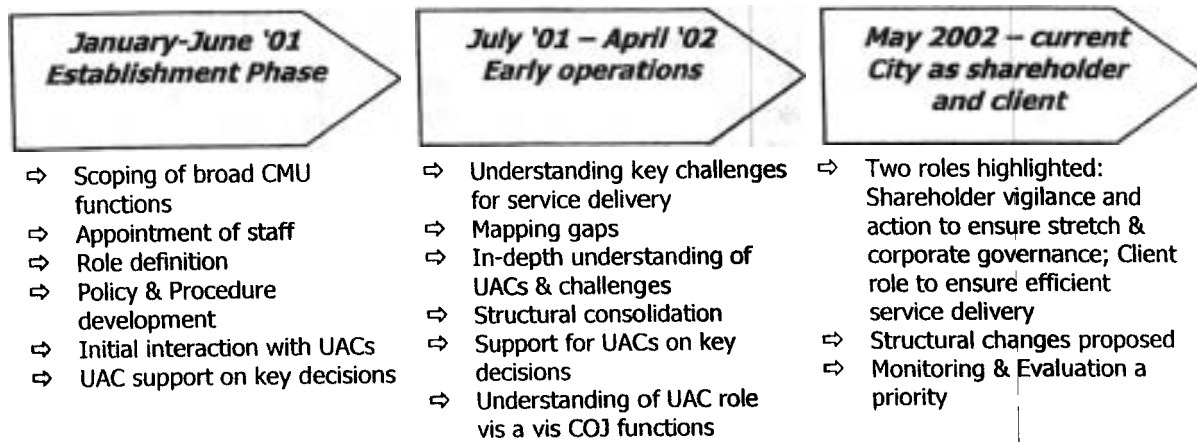 January-June '01
Establishment Phase
⇨ Scoping of broad CMU
functions
⇨ Appointment of staff
⇨ Role definition
⇨ Policy & Procedure
development
⇨ Initial interaction with UACs
⇨ UAC support on key decisions
July '01 – April '02
Early operations
⇨ Understanding key challenges
for service delivery
⇨ Mapping gaps
⇨ In-depth understanding of
UACs & challenges
⇨ Structural consolidation
⇨ Support for UACs on key
decisions
⇨ Understanding of UAC role
vis a vis COJ functions
May 2002 – current
City as shareholder
and client
⇨ Two roles highlighted:
Shareholder vigilance and
action to ensure stretch &
corporate governance; Client
role to ensure efficient
service delivery
⇨ Structural changes proposed
⇨ Monitoring & Evaluation a
priority